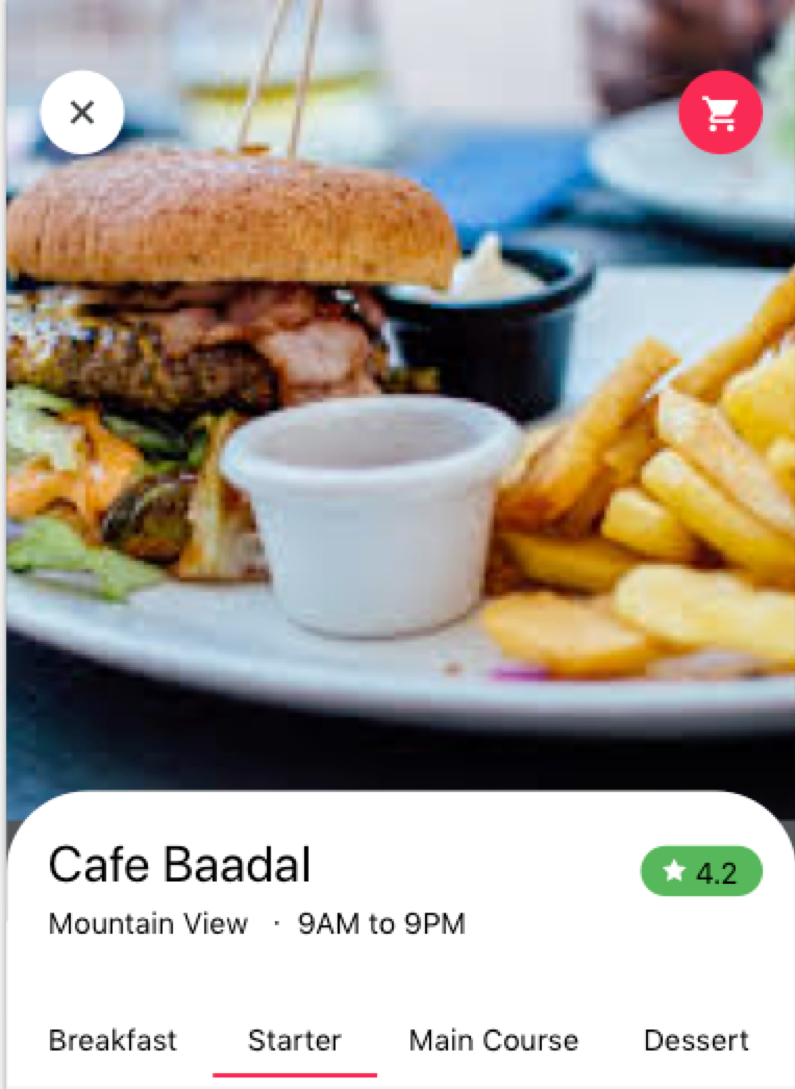 Cafe Baadal
4.2
Mountain View · 9AM to 9PM
Breakfast Starter Main Course Dessert